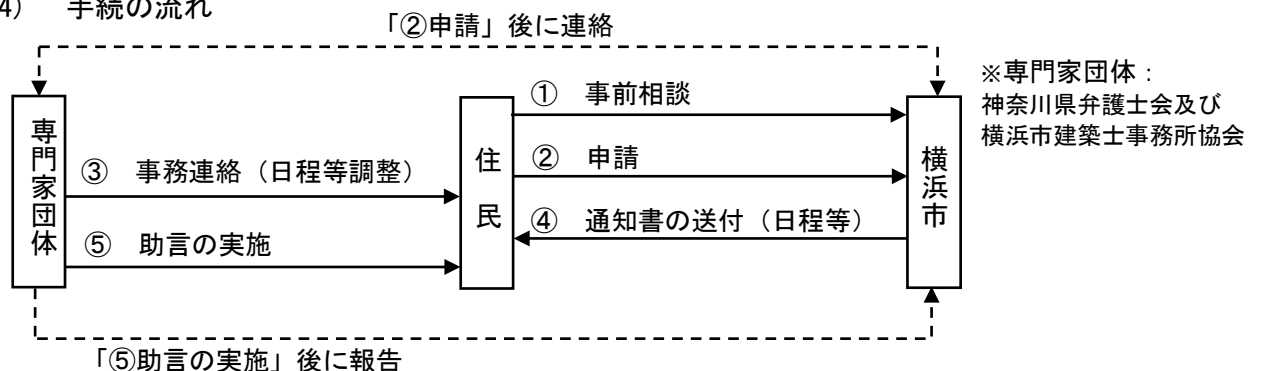 4) 手続の流れ
「②申請」後に連絡
※専門家団体：
神奈川県弁護士会及び
横浜市建築士事務所協会
専門家団体
住民
横浜市
① 事前相談
② 申請
③ 事務連絡（日程等調整）
④ 通知書の送付（日程等）
⑤ 助言の実施
「⑤助言の実施」後に報告